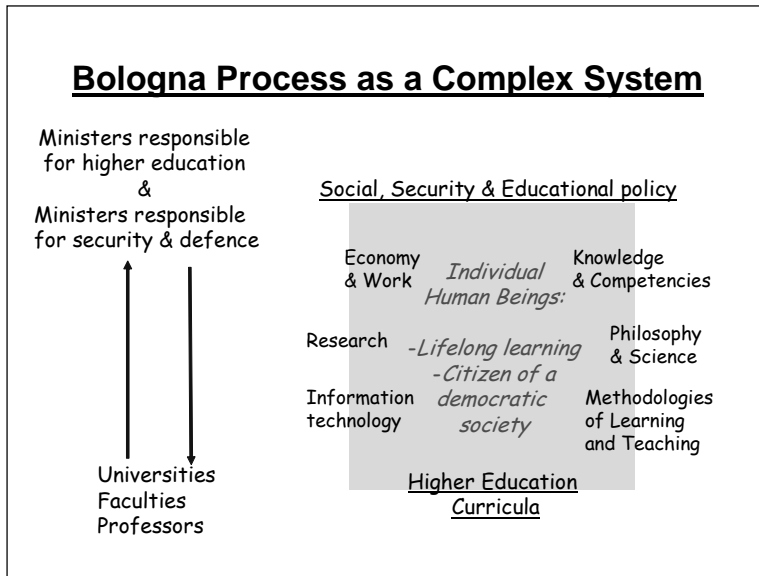 Bologna Process as a Complex System
Ministers responsible
for higher education
&
Ministers responsible
for security & defence
Universities
Faculties
Professors
Social, Security & Educational policy
Economy
& Work
Individual
Human Beings:
Knowledge
& Competencies
Research
-Lifelong learning
-Citizen of a
democratic
society
Philosophy
& Science
Information
technology
Methodologies
of Learning
and Teaching
Higher Education
Curricula